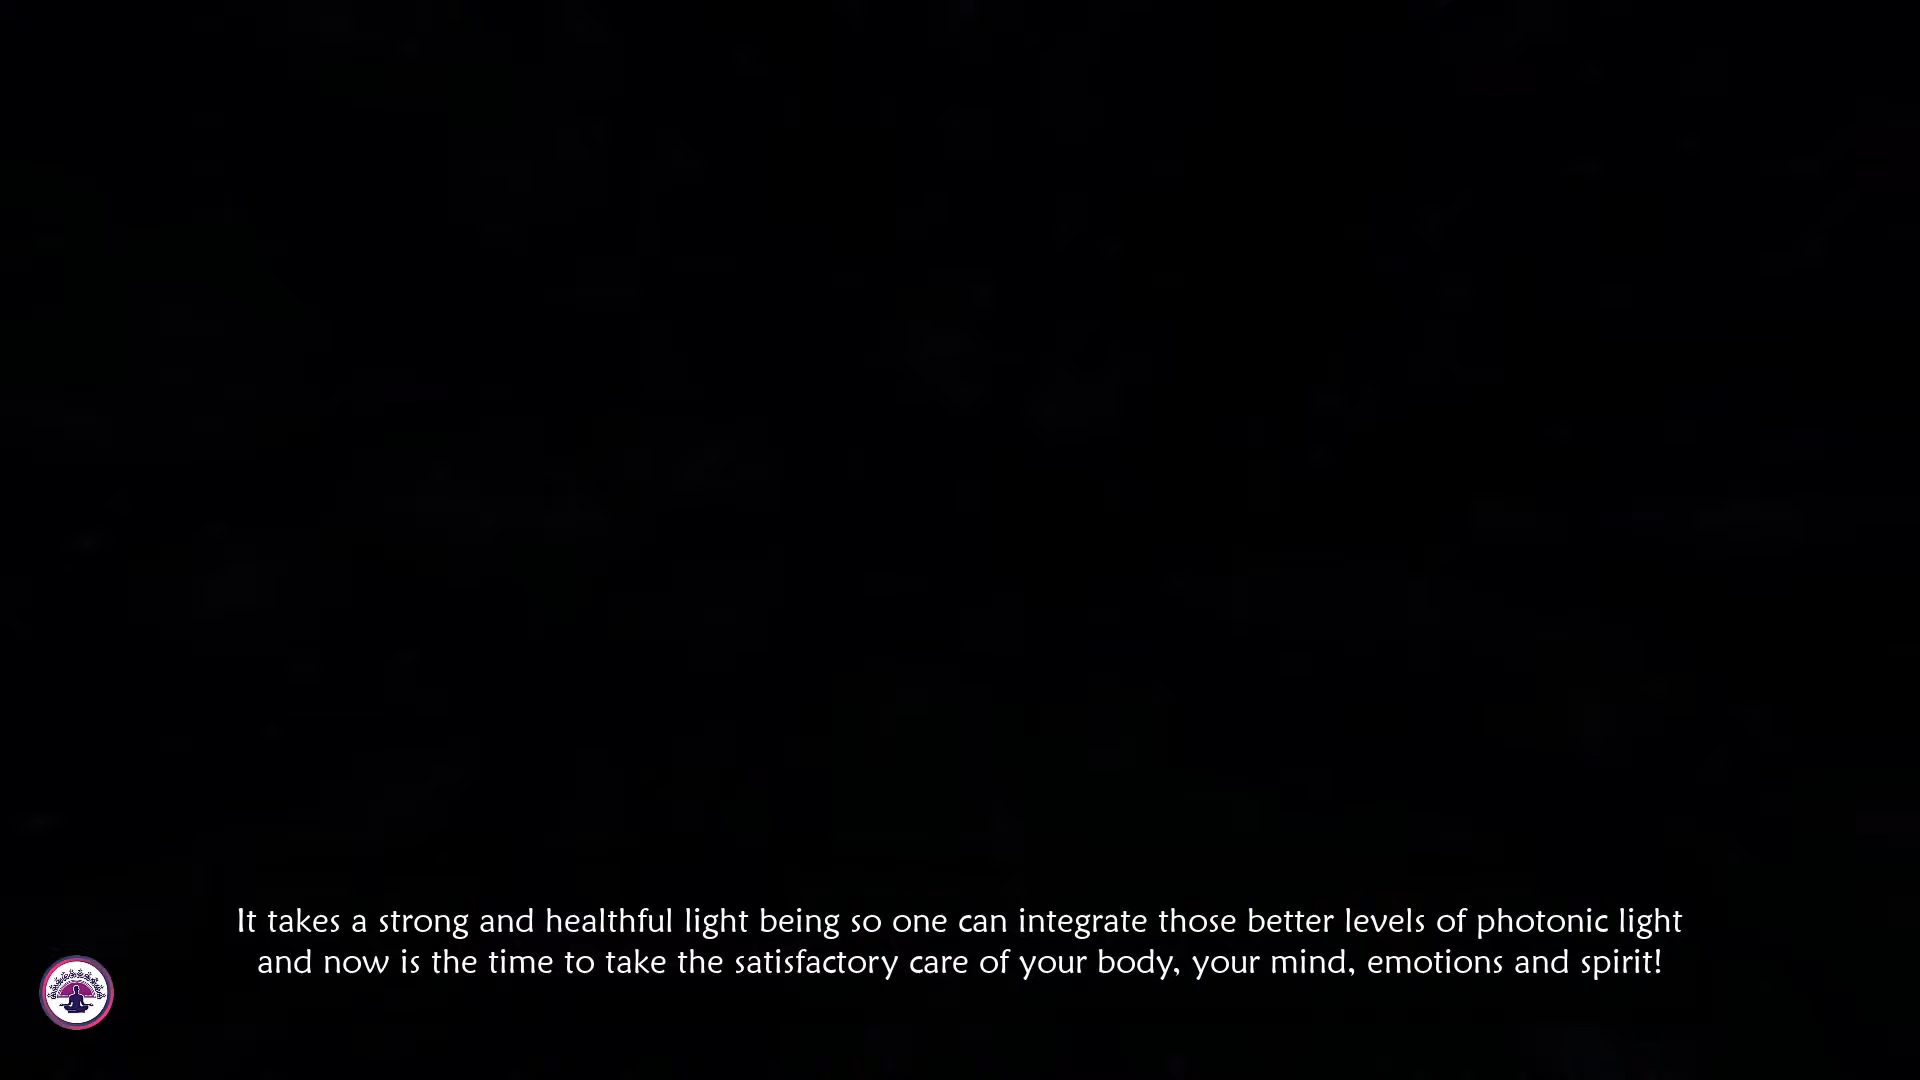 It takes a strong and healthful light being so one can integrate those better levels of photonic light
and now is the time to take the satisfactory care of your body, your mind, emotions and spirit!